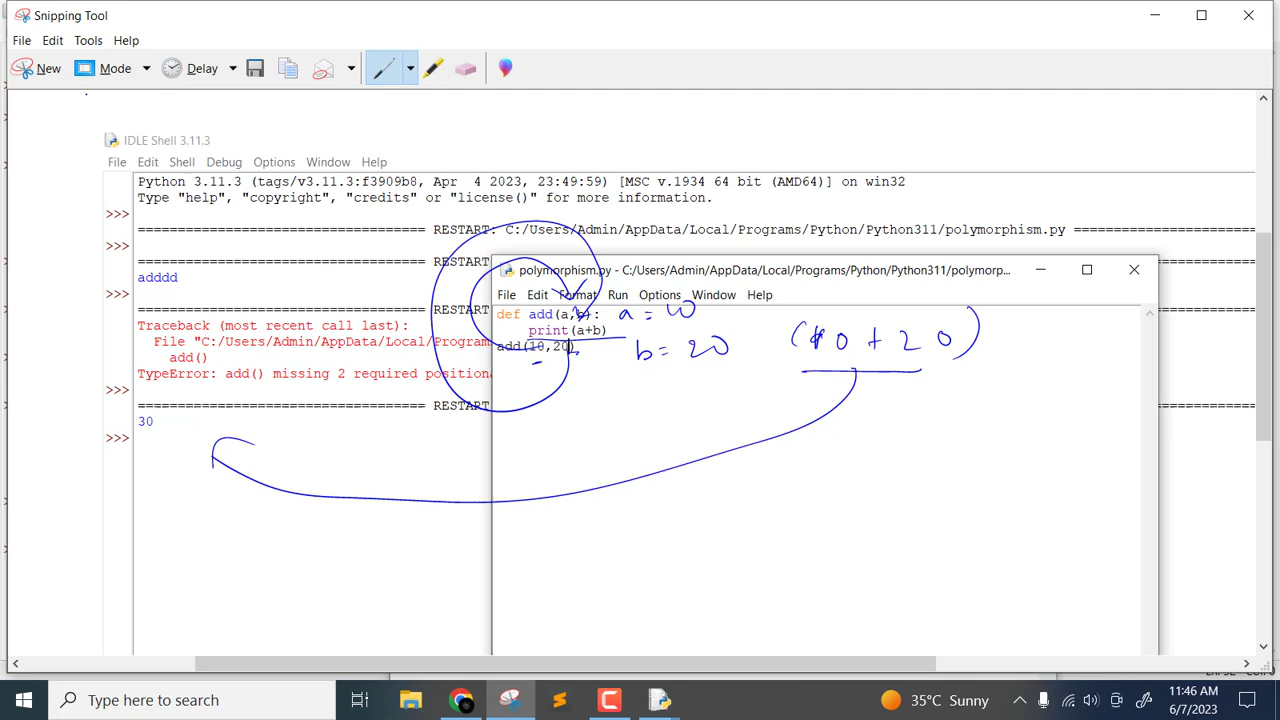 Snipping Tool
File Edit Tools Help
New Mode Delay
IDLE Shell 3.11.3
File Edit Shell Debug Options Window Help
Python 3.11.3 (tags/v3.11.3:f3909b8, Apr 4 2023, 23:49:59) [MSC v.1934 64 bit (AMD64)] on win32
Type "help", "copyright", "credits" or "license()" for more information.
>>>
================================ RESTART: C:/Users/Admin/AppData/Local/Programs/Python/Python311/polymorphism.py ================
>>>
================================ RESTART
adddd
>>>
================================ RESTART
Traceback (most recent call last):
File "C:/Users/Admin/AppData/Local/Program
add()
TypeError: add() missing 2 required positiona
>>>
================================ RESTART
30
>>>
polymorphism.py - C:/Users/Admin/AppData/Local/Programs/Python/Python311/polymorp...
File Edit Format Run Options Window Help
def add(a,b): a = 10
print(a+b)
add(10,20) b = 20 (10 + 20)
Type here to search
35°C Sunny
11:46 AM
6/7/2023